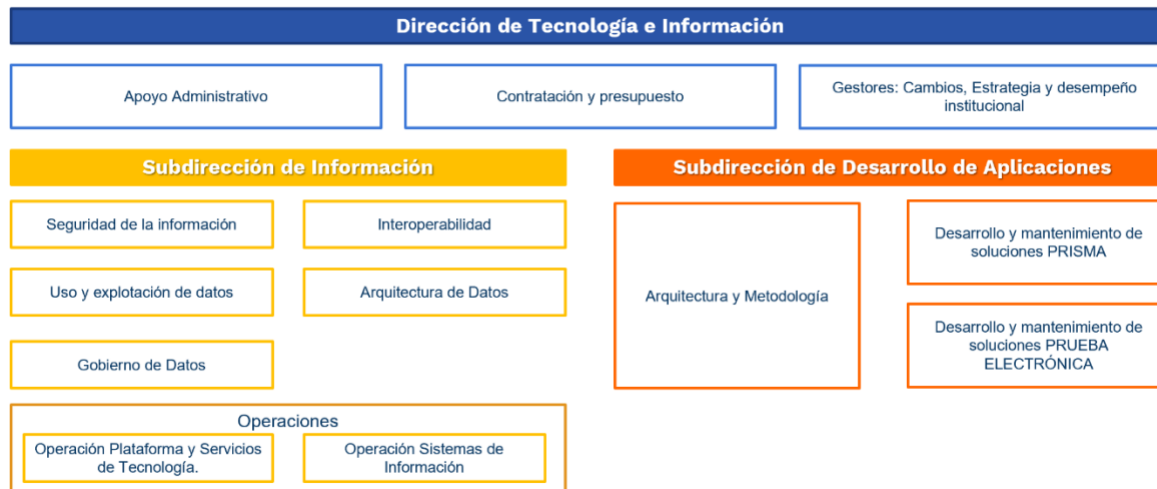 Dirección de Tecnología e Información
Apoyo Administrativo
Contratación y presupuesto
Gestores: Cambios, Estrategia y desempeño
institucional
Subdirección de Información
Subdirección de Desarrollo de Aplicaciones
Seguridad de la información
Interoperabilidad
Uso y explotación de datos
Arquitectura de Datos
Gobierno de Datos
Operaciones
Operación Plataforma y Servicios
de Tecnología.
Operación Sistemas de
Información
Arquitectura y Metodología
Desarrollo y mantenimiento de
soluciones PRISMA
Desarrollo y mantenimiento de
soluciones PRUEBA
ELECTRÓNICA